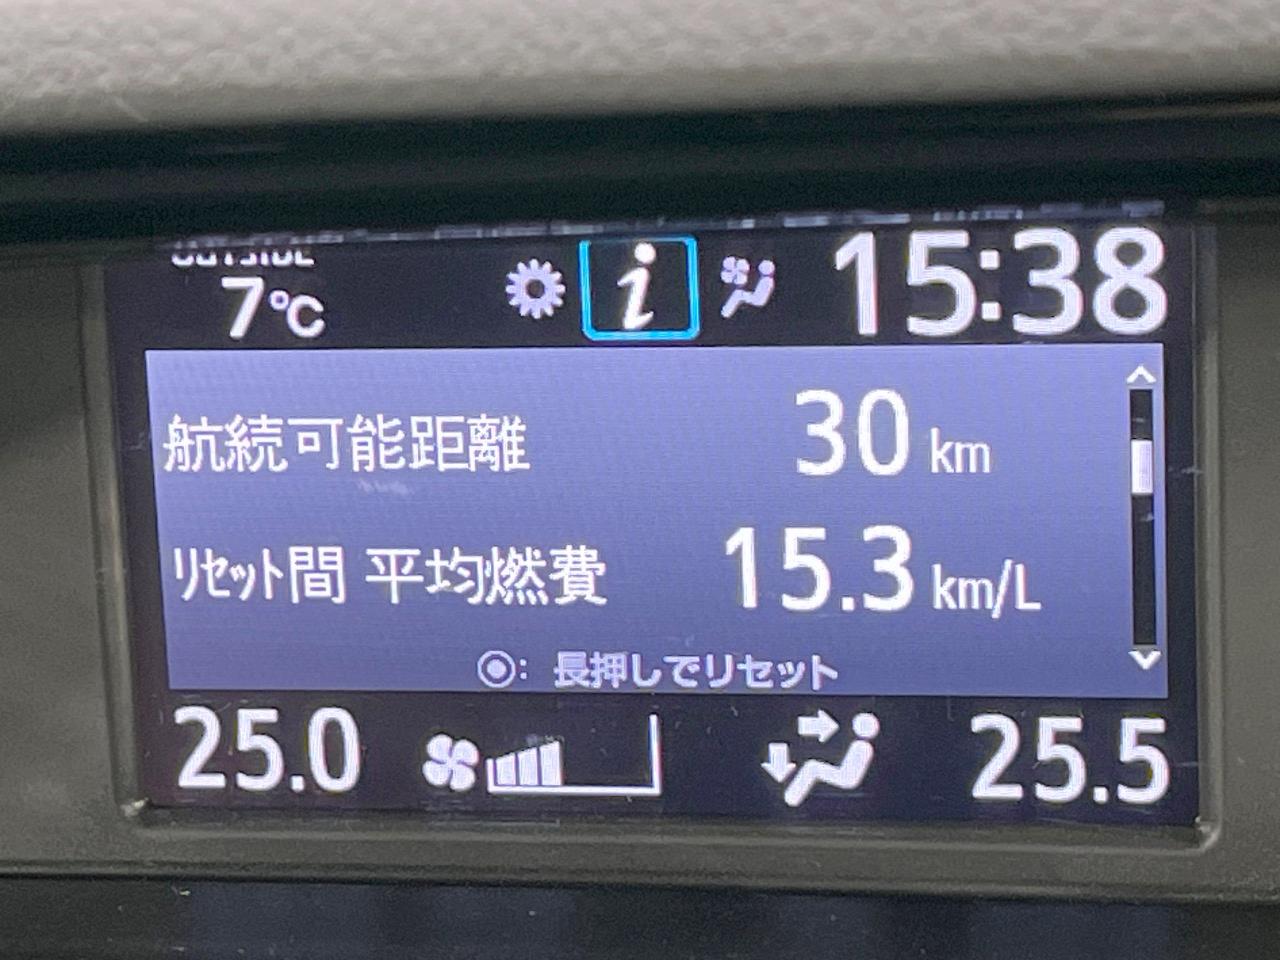 OUTSIDE
7℃
i
15:38
航続可能距離 30 km
リセット間 平均燃費 15.3 km/L
◉: 長押しでリセット
25.0
25.5